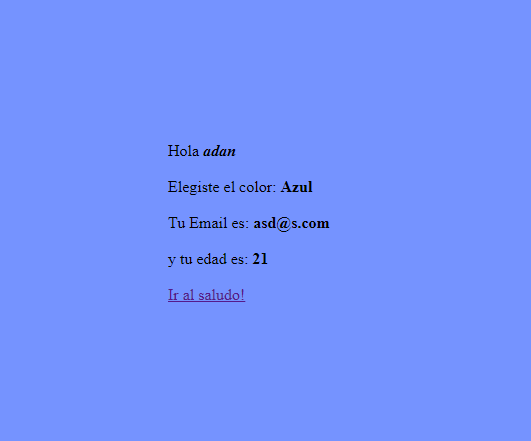 Hola adan
Elegiste el color: Azul
Tu Email es: asd@s.com
y tu edad es: 21
Ir al saludo!